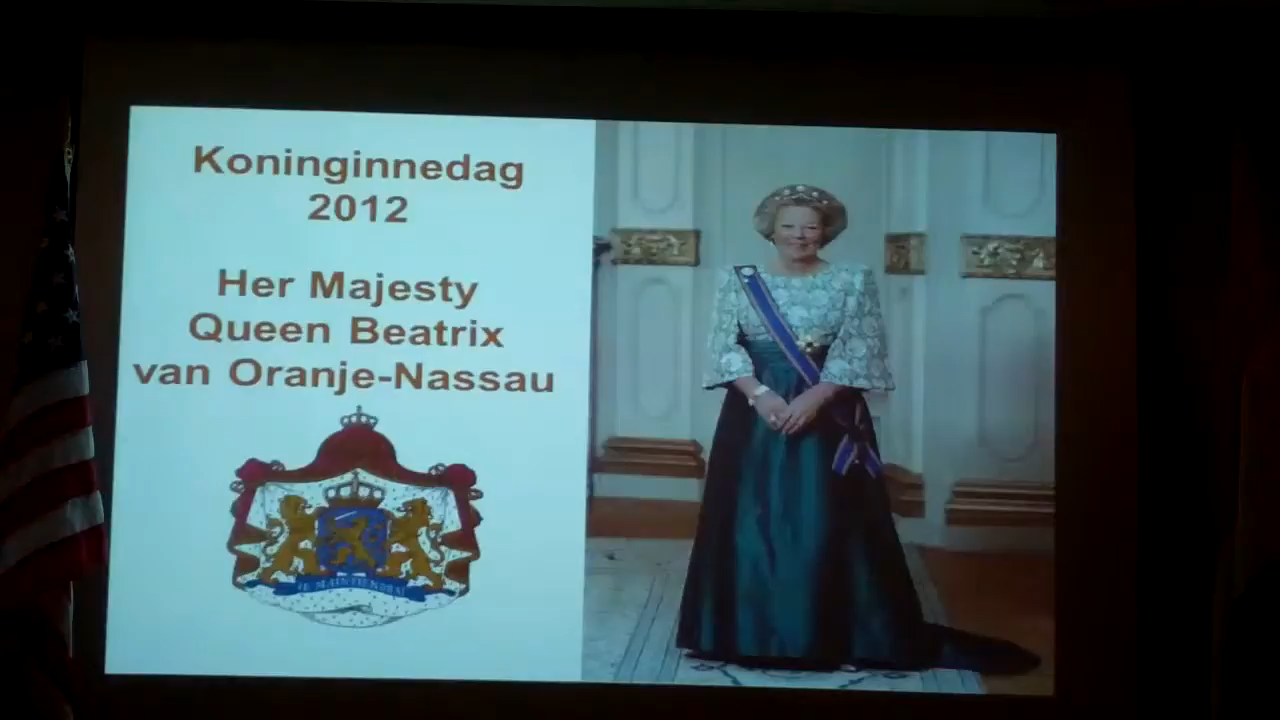 Koninginnedag
2012
Her Majesty
Queen Beatrix
van Oranje-Nassau
JE MAINTIENDRAI